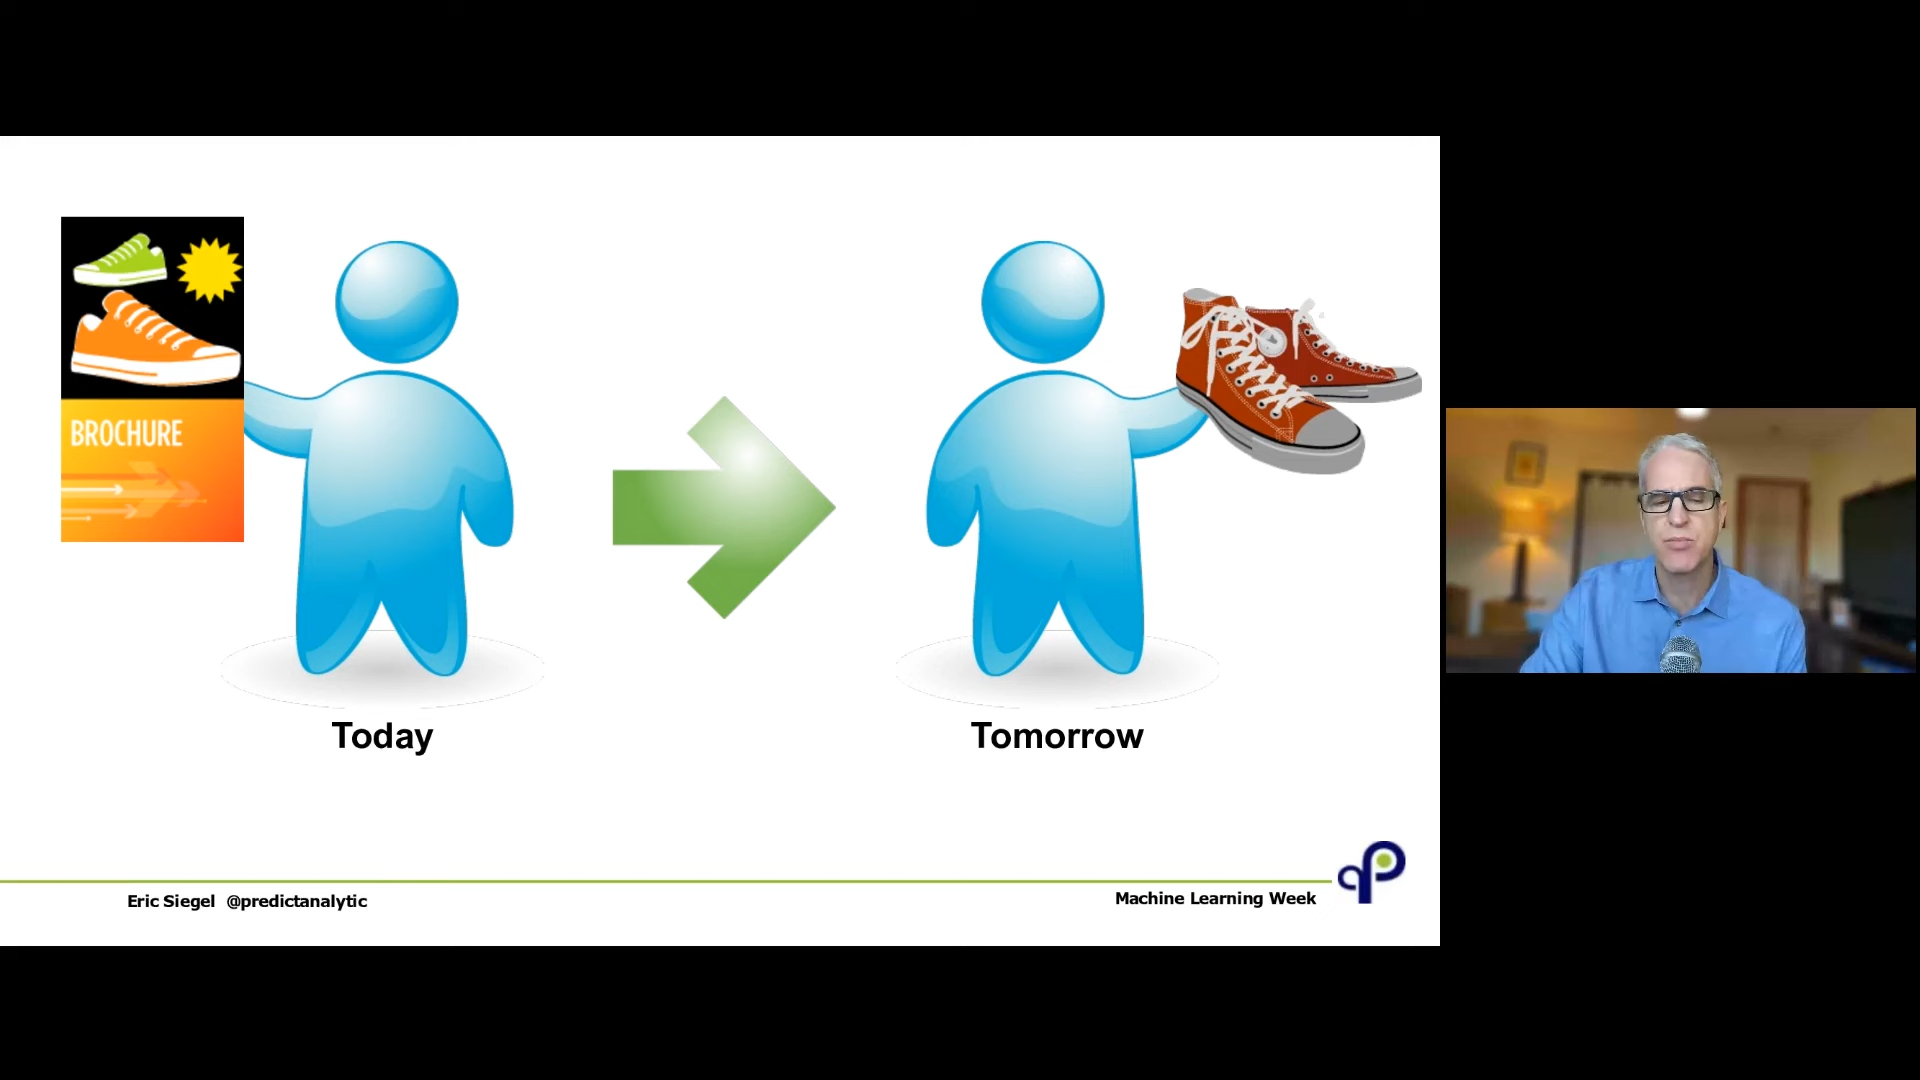 BROCHURE
Today
Tomorrow
Eric Siegel @predictanalytic
Machine Learning Week